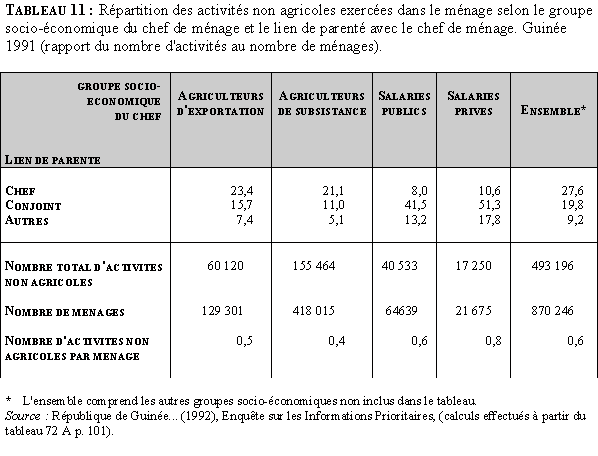 TABLEAU 11 : Répartition des activités non agricoles exercées dans le ménage selon le groupe
socio-économique du chef de ménage et le lien de parenté avec le chef de ménage. Guinée
1991 (rapport du nombre d'activités au nombre de ménages).
GROUPE SOCIO-
ECONOMIQUE
DU CHEF
LIEN DE PARENTE
AGRICULTEURS
D'EXPORTATION
AGRICULTEURS
DE SUBSISTANCE
SALARIES
PUBLICS
SALARIES
PRIVES
ENSEMBLE*
CHEF 23,4 21,1 8,0 10,6 27,6
CONJOINT 15,7 11,0 41,5 51,3 19,8
AUTRES 7,4 5,1 13,2 17,8 9,2
NOMBRE TOTAL D'ACTIVITES 60 120 155 464 40 533 17 250 493 196
NON AGRICOLES
NOMBRE DE MENAGES 129 301 418 015 64639 21 675 870 246
NOMBRE D'ACTIVITES NON 0,5 0,4 0,6 0,8 0,6
AGRICOLES PAR MENAGE
* L'ensemble comprend les autres groupes socio-économiques non inclus dans le tableau.
Source : République de Guinée... (1992), Enquête sur les Informations Prioritaires, (calculs effectués à partir du
tableau 72 A p. 101).